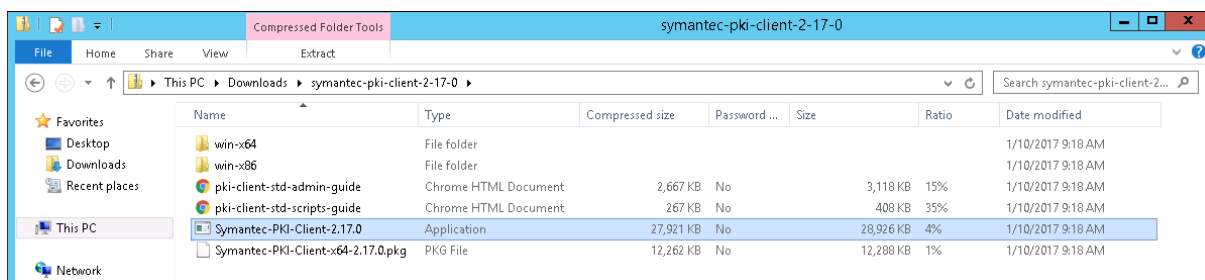 Compressed Folder Tools symantec-pki-client-2-17-0
File Home Share View Extract
This PC Downloads symantec-pki-client-2-17-0 Search symantec-pki-client-2...
Favorites Name Type Compressed size Password ... Size Ratio Date modified
Desktop win-x64 File folder 1/10/2017 9:18 AM
Downloads win-x86 File folder 1/10/2017 9:18 AM
Recent places pki-client-std-admin-guide Chrome HTML Document 2,667 KB No 3,118 KB 15% 1/10/2017 9:18 AM
pki-client-std-scripts-guide Chrome HTML Document 267 KB No 408 KB 35% 1/10/2017 9:18 AM
This PC Symantec-PKI-Client-2.17.0 Application 27,921 KB No 28,926 KB 4% 1/10/2017 9:18 AM
Symantec-PKI-Client-x64-2.17.0.pkg PKG File 12,262 KB No 12,288 KB 1% 1/10/2017 9:18 AM
Network